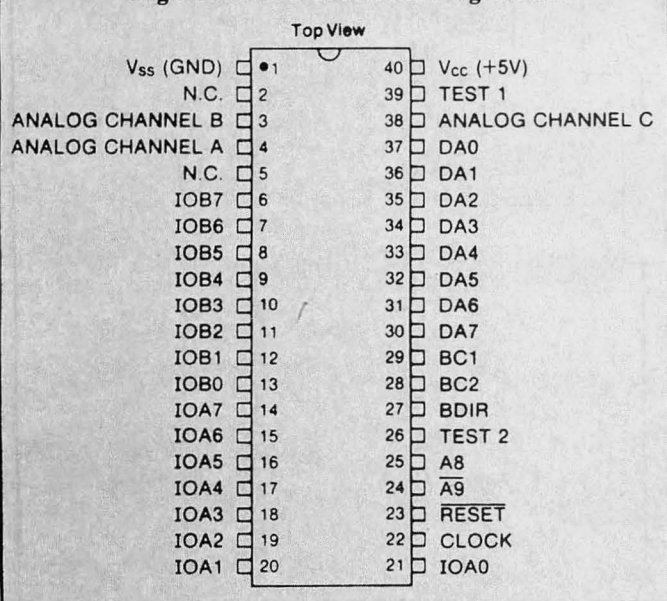 Top View
Vss (GND) 1 40 Vcc (+5V)
N.C. 2 39 TEST 1
ANALOG CHANNEL B 3 38 ANALOG CHANNEL C
ANALOG CHANNEL A 4 37 DA0
N.C. 5 36 DA1
IOB7 6 35 DA2
IOB6 7 34 DA3
IOB5 8 33 DA4
IOB4 9 32 DA5
IOB3 10 31 DA6
IOB2 11 30 DA7
IOB1 12 29 BC1
IOB0 13 28 BC2
IOA7 14 27 BDIR
IOA6 15 26 TEST 2
IOA5 16 25 A8
IOA4 17 24 A̅9̅
IOA3 18 23 R̅E̅S̅E̅T̅
IOA2 19 22 CLOCK
IOA1 20 21 IOA0